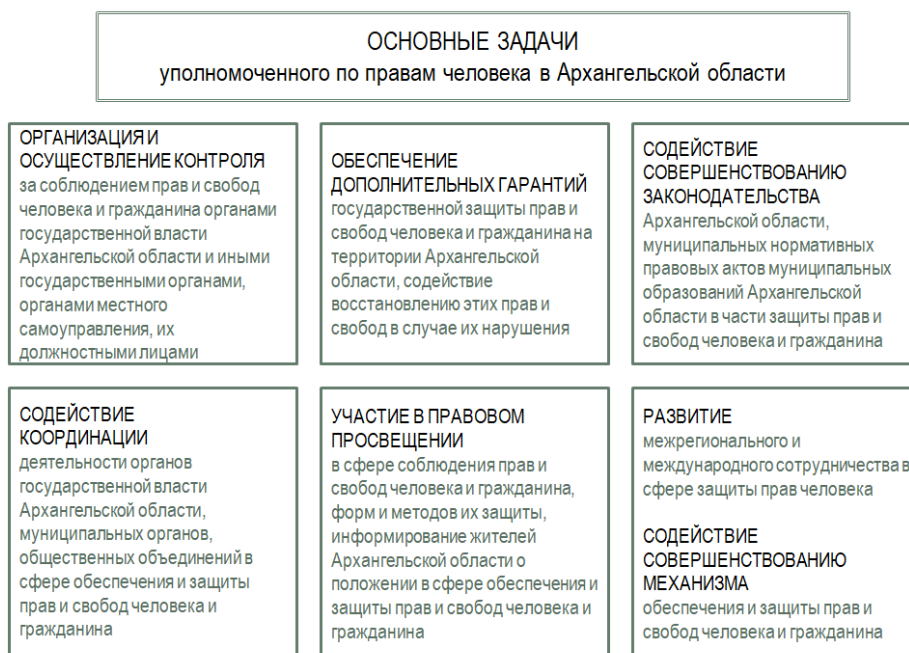 ОСНОВНЫЕ ЗАДАЧИ
уполномоченного по правам человека в Архангельской области
ОРГАНИЗАЦИЯ И
ОСУЩЕСТВЛЕНИЕ КОНТРОЛЯ
за соблюдением прав и свобод
человека и гражданина органами
государственной власти
Архангельской области и иными
государственными органами,
органами местного
самоуправления, их
должностными лицами
ОБЕСПЕЧЕНИЕ
ДОПОЛНИТЕЛЬНЫХ ГАРАНТИЙ
государственной защиты прав и
свобод человека и гражданина на
территории Архангельской
области, содействие
восстановлению этих прав и
свобод в случае их нарушения
СОДЕЙСТВИЕ
СОВЕРШЕНСТВОВАНИЮ
ЗАКОНОДАТЕЛЬСТВА
Архангельской области,
муниципальных нормативных
правовых актов муниципальных
образований Архангельской
области в части защиты прав и
свобод человека и гражданина
СОДЕЙСТВИЕ
КООРДИНАЦИИ
деятельности органов
государственной власти
Архангельской области,
муниципальных органов,
общественных объединений в
сфере обеспечения и защиты
прав и свобод человека и
гражданина
УЧАСТИЕ В ПРАВОВОМ
ПРОСВЕЩЕНИИ
в сфере соблюдения прав и
свобод человека и гражданина,
форм и методов их защиты,
информирование жителей
Архангельской области о
положении в сфере обеспечения и
защиты прав и свобод человека и
гражданина
РАЗВИТИЕ
межрегионального и
международного сотрудничества в
сфере защиты прав человека
СОДЕЙСТВИЕ
СОВЕРШЕНСТВОВАНИЮ
МЕХАНИЗМА
обеспечения и защиты прав и
свобод человека и гражданина